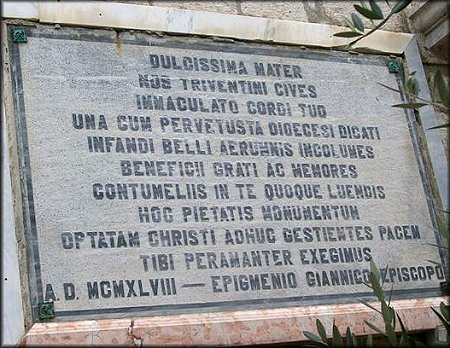 DULCISSIMA MATER
NOS TRIVENTINI CIVES
IMMACULATO CORDI TUO
UNA CUM PERVETUSTA DIOECESI DICATI
INFANDI BELLI AERUMNIS INCOLUMES
BENEFICII GRATI AC MEMORES
CONTUMELIIS IN TE QUOQUE LUENDIS
HOC PIETATIS MONUMENTUM
OPTATAM CHRISTI ADHUC GESTIENTES PACEM
TIBI PERAMANTER EXEGIMUS
A. D. MCMXLVIII — EPIGMENIO GIANNICO EPISCOPO